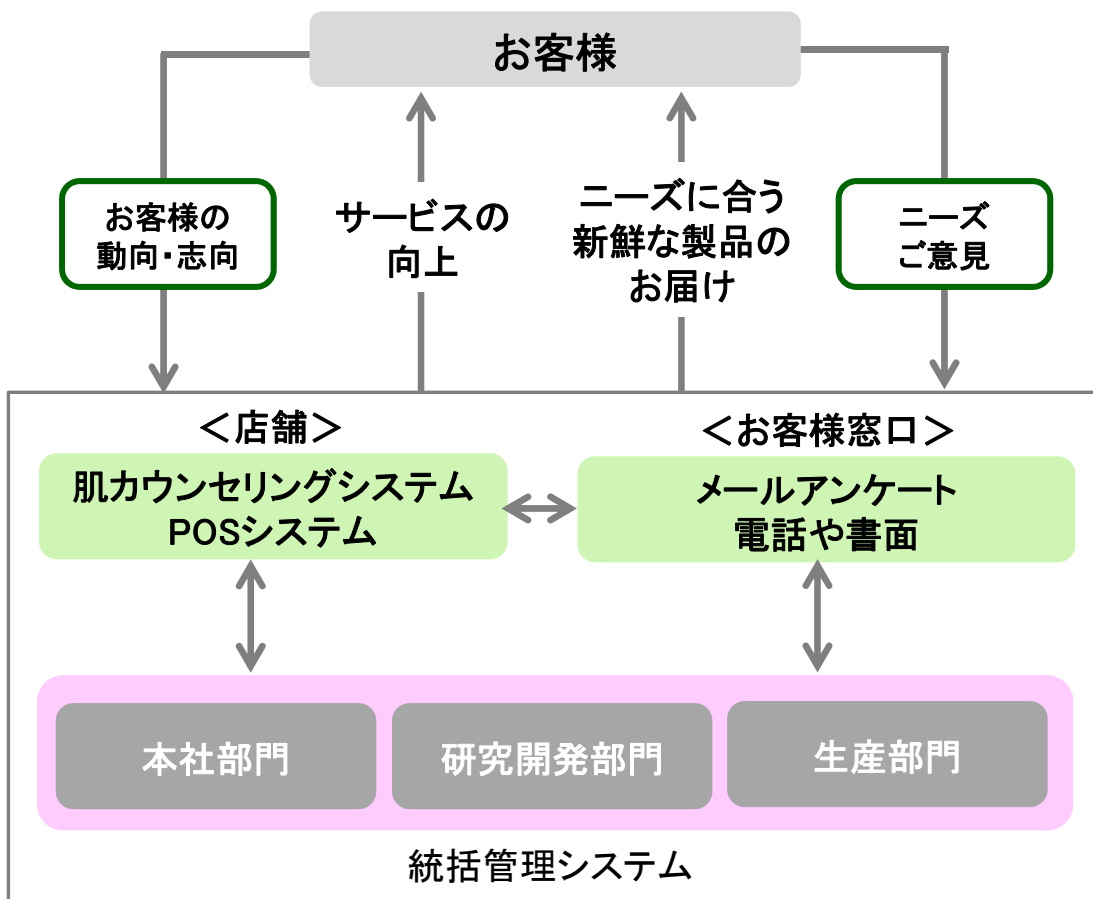 お客様
お客様の
動向・志向
サービスの
向上
ニーズに合う
新鮮な製品の
お届け
ニーズ
ご意見
＜店舗＞
肌カウンセリングシステム
POSシステム
＜お客様窓口＞
メールアンケート
電話や書面
本社部門
研究開発部門
生産部門
統括管理システム